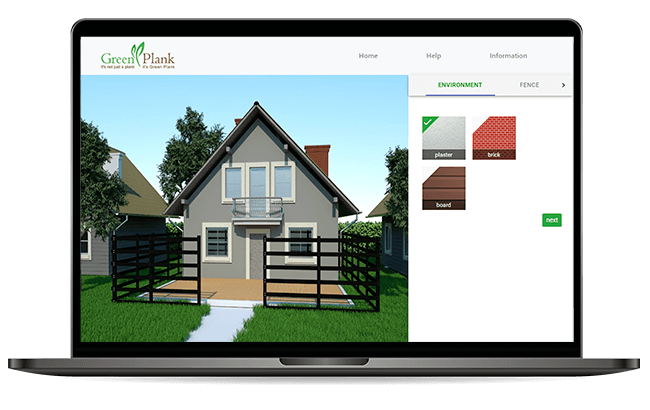 Green Plank
It's not just a plank It's Green Plank
Home Help Information
ENVIRONMENT FENCE
plaster brick
board
next